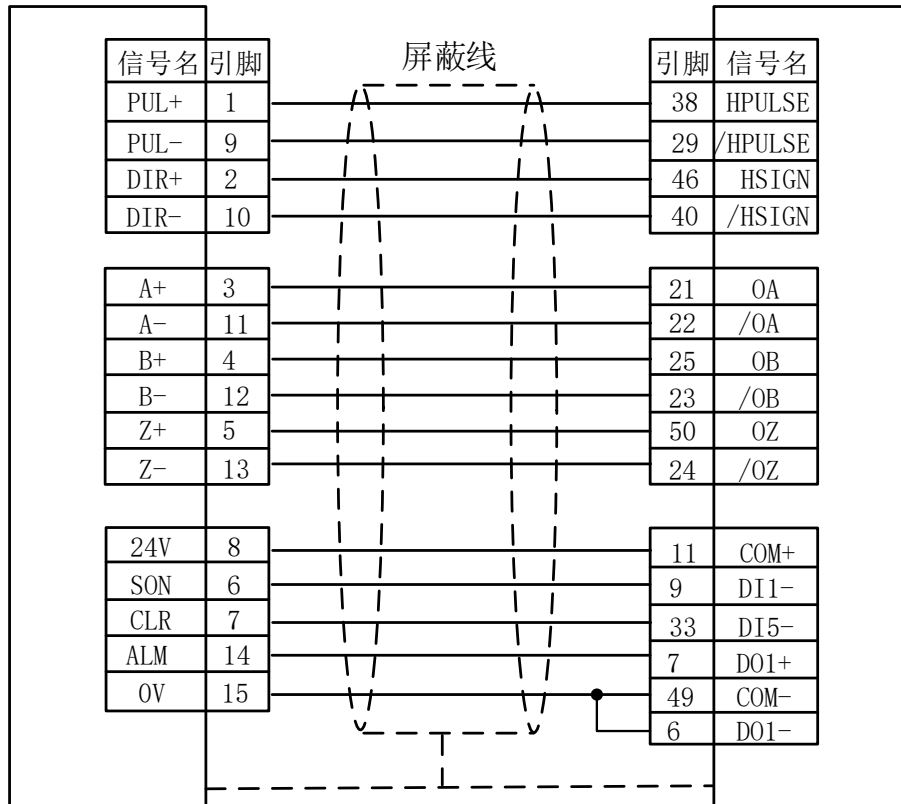 屏蔽线
信号名 引脚 引脚 信号名
PUL+ 1 38 HPULSE
PUL- 9 29 /HPULSE
DIR+ 2 46 HSIGN
DIR- 10 40 /HSIGN
A+ 3 21 OA
A- 11 22 /OA
B+ 4 25 OB
B- 12 23 /OB
Z+ 5 50 OZ
Z- 13 24 /OZ
24V 8 11 COM+
SON 6 9 DI1-
CLR 7 33 DI5-
ALM 14 7 DO1+
0V 15 49 COM-
6 DO1-